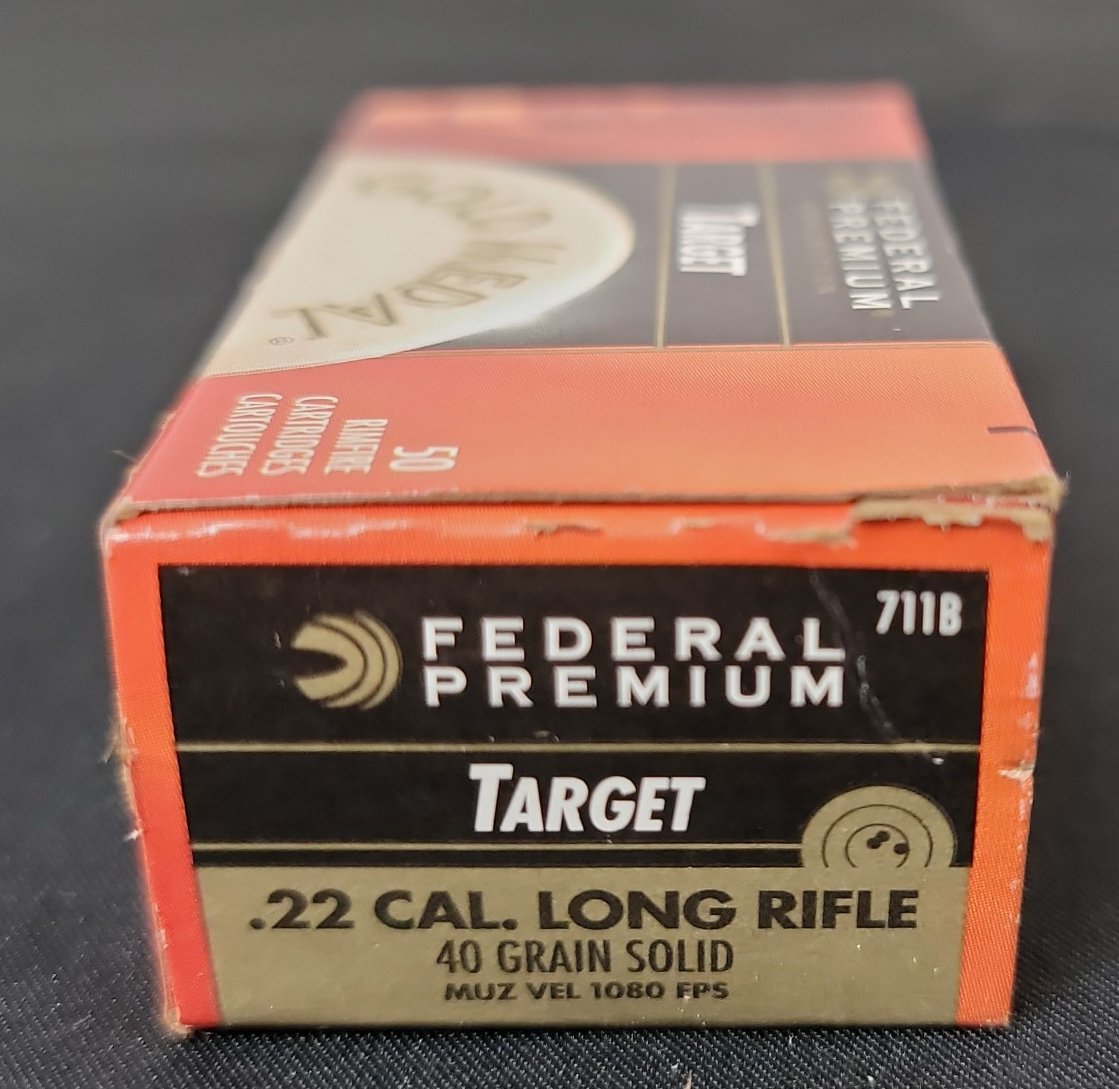 GOLD MEDAL®
TARGET
FEDERAL
PREMIUM
50
RIMFIRE
CARTRIDGES
CARTOUCHES
711B
FEDERAL
PREMIUM
TARGET
.22 CAL. LONG RIFLE
40 GRAIN SOLID
MUZ VEL 1080 FPS